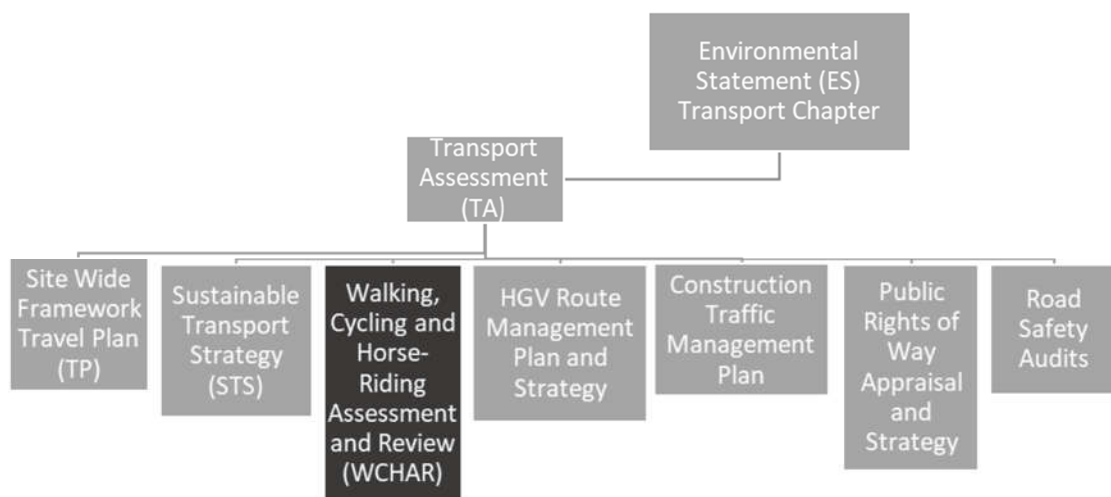 Environmental
Statement (ES)
Transport Chapter
Transport
Assessment
(TA)
Site Wide
Framework
Travel Plan
(TP)
Sustainable
Transport
Strategy
(STS)
Walking,
Cycling and
Horse-
Riding
Assessment
and Review
(WCHAR)
HGV Route
Management
Plan and
Strategy
Construction
Traffic
Management
Plan
Public
Rights of
Way
Appraisal
and
Strategy
Road
Safety
Audits